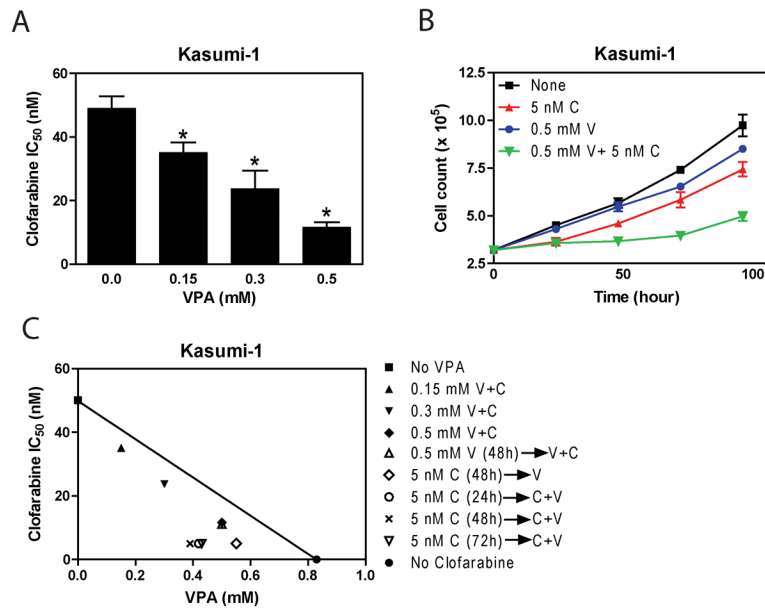 A
Kasumi-1
Clofarabine IC50 (nM)
60
40
20
0
*
*
*
0.0 0.15 0.3 0.5
VPA (mM)
B
Kasumi-1
Cell count (x 10^5)
12.5
10.0
7.5
5.0
2.5
None
5 nM C
0.5 mM V
0.5 mM V+ 5 nM C
0 50 100
Time (hour)
C
Kasumi-1
Clofarabine IC50 (nM)
60
40
20
0
0.0 0.2 0.4 0.6 0.8 1.0
VPA (mM)
No VPA
0.15 mM V+C
0.3 mM V+C
0.5 mM V+C
0.5 mM V (48h) → V+C
5 nM C (48h) → V
5 nM C (24h) → C+V
5 nM C (48h) → C+V
5 nM C (72h) → C+V
No Clofarabine